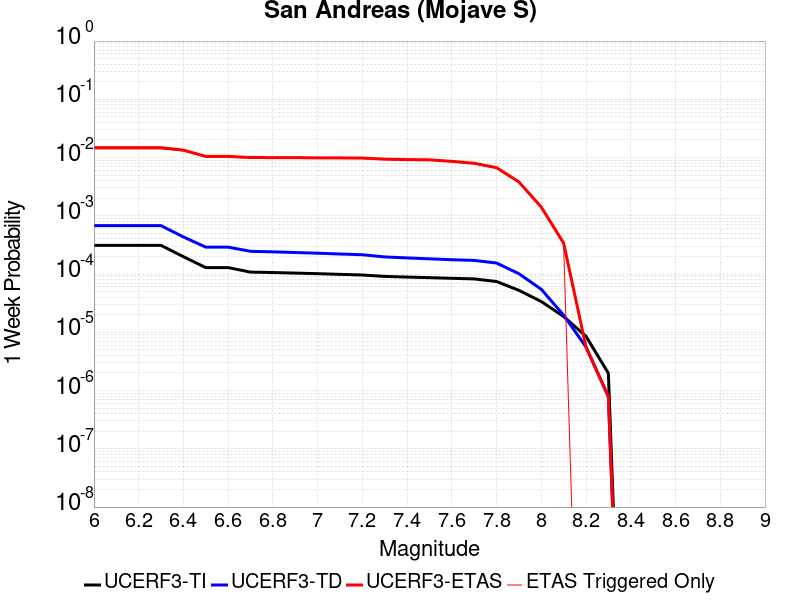 San Andreas (Mojave S)
10^0
10^-1
10^-2
10^-3
10^-4
10^-5
10^-6
10^-7
10^-8
1 Week Probability
6 6.2 6.4 6.6 6.8 7 7.2 7.4 7.6 7.8 8 8.2 8.4 8.6 8.8 9
Magnitude
UCERF3-TI UCERF3-TD UCERF3-ETAS ETAS Triggered Only